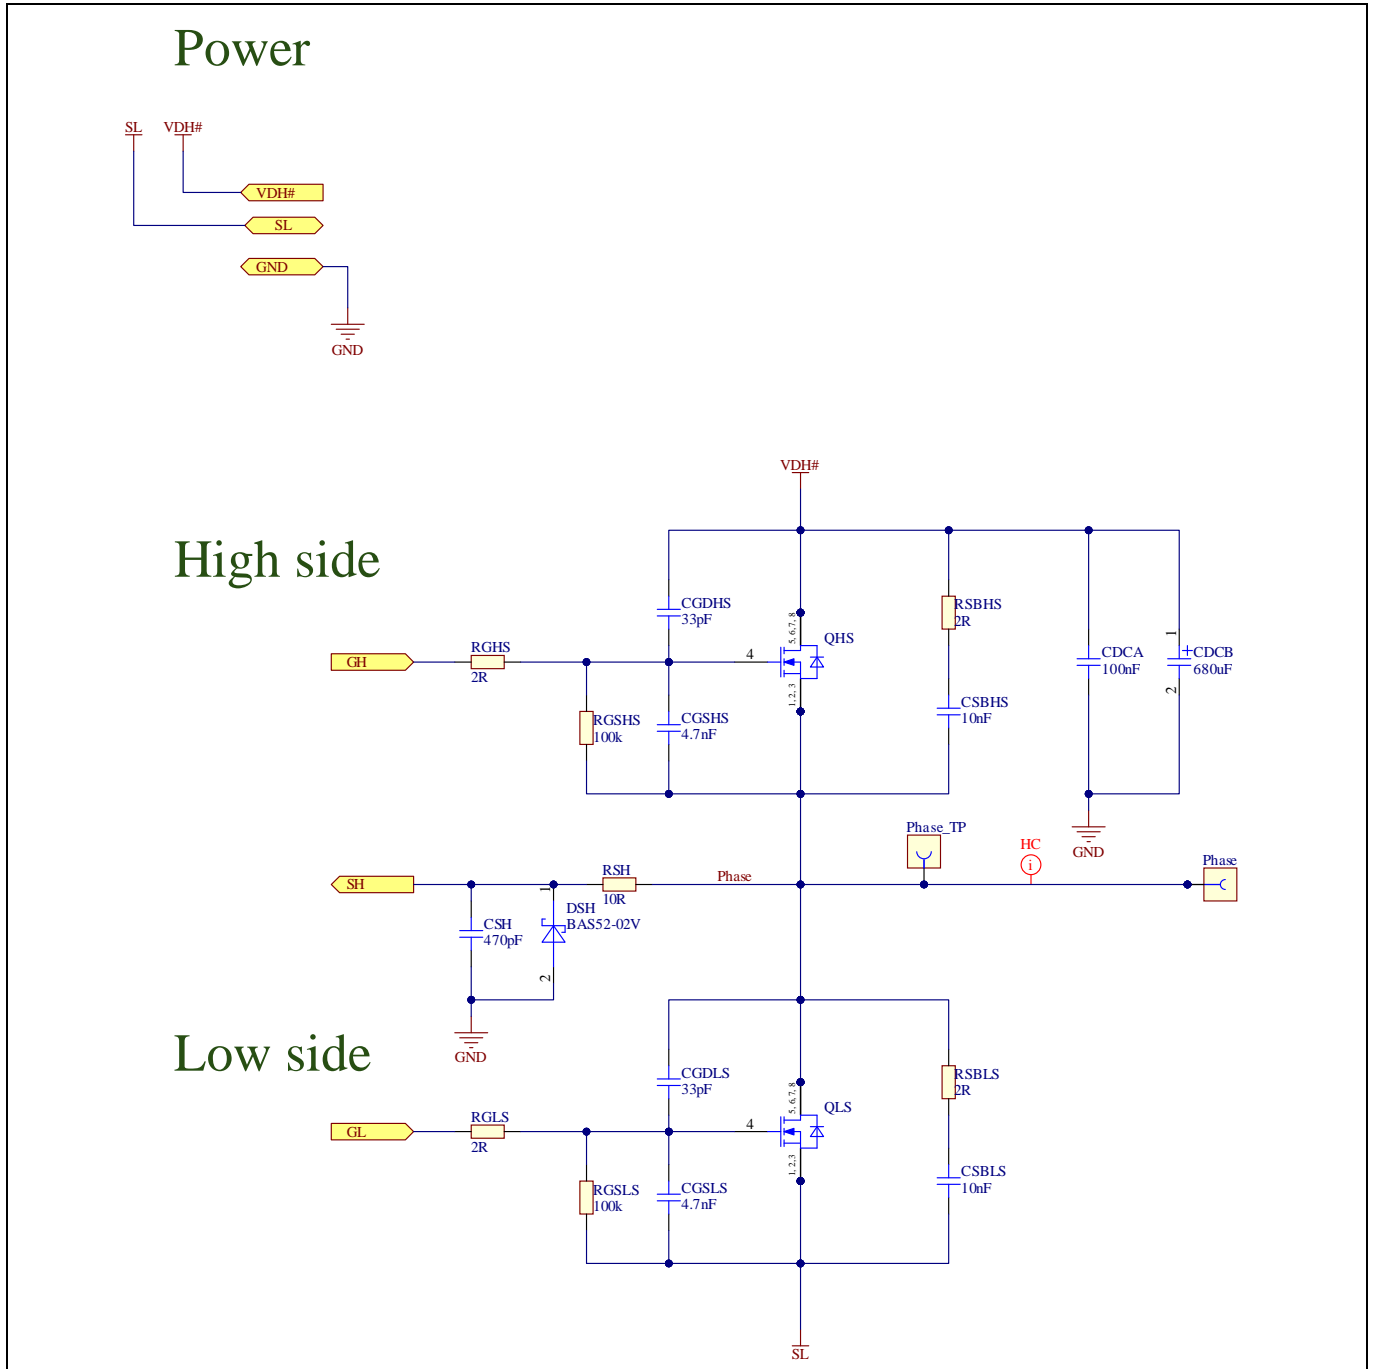 Power
SL VDH#
VDH#
SL
GND
GND
VDH#
High side
CGDHS
33pF
5, 6,7, 8
RSBHS
2R
QHS
1
RGHS
GH
2R
4
CDCA
100nF
+
CDCB
680uF
2
1, 2, 3
CSBHS
10nF
RGSHS
100k
CGSHS
4.7nF
Phase_TP
HC
i
GND
Phase
RSH
Phase
SH
1
10R
DSH
BAS52-02V
CSH
470pF
2
GND
Low side
CGDLS
33pF
5, 6,7, 8
RSBLS
2R
QLS
RGLS
GL
2R
4
1, 2,3
CSBLS
10nF
RGSLS
100k
CGSLS
4.7nF
SL